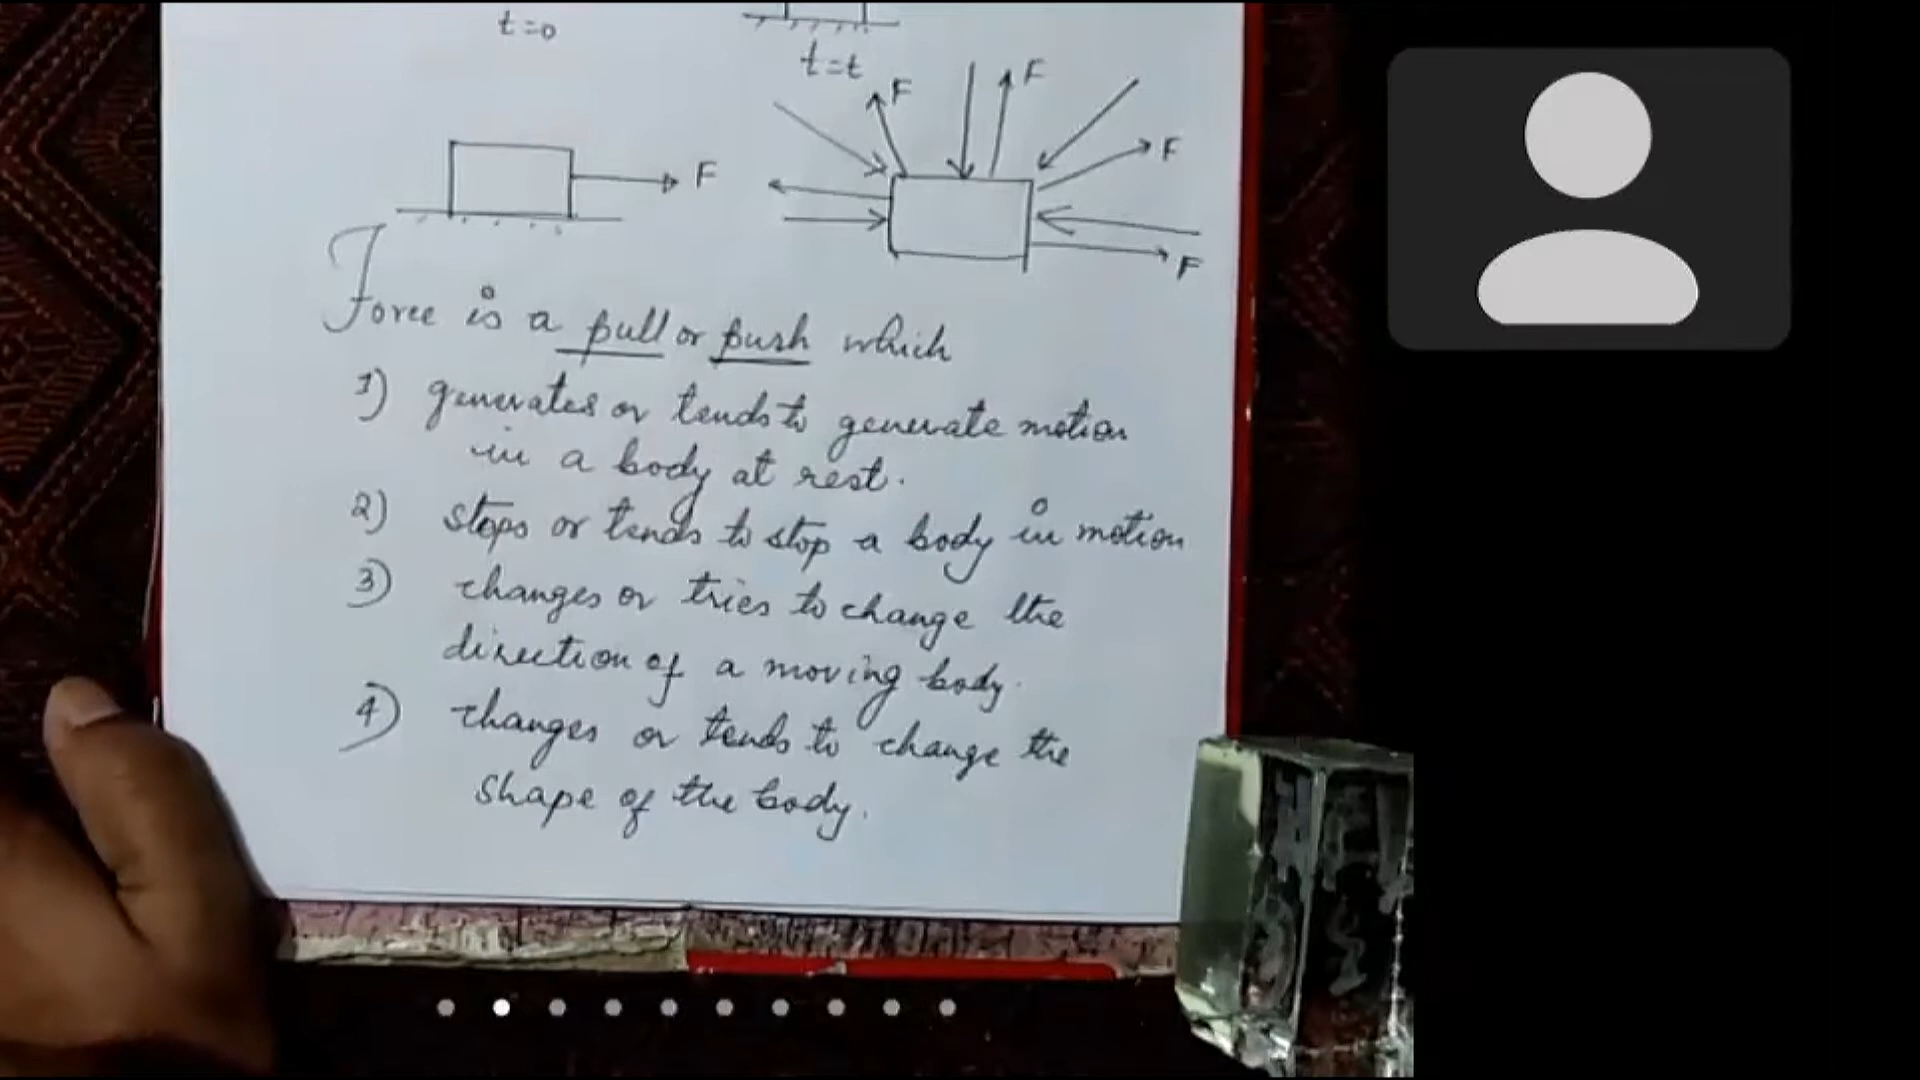 t=0
t=t
F
F
F
F
F
Force is a pull or push which
1) generates or tends to generate motion
in a body at rest.
2) stops or tends to stop a body in motion
3) changes or tries to change the
direction of a moving body.
4) changes or tends to change the
shape of the body.